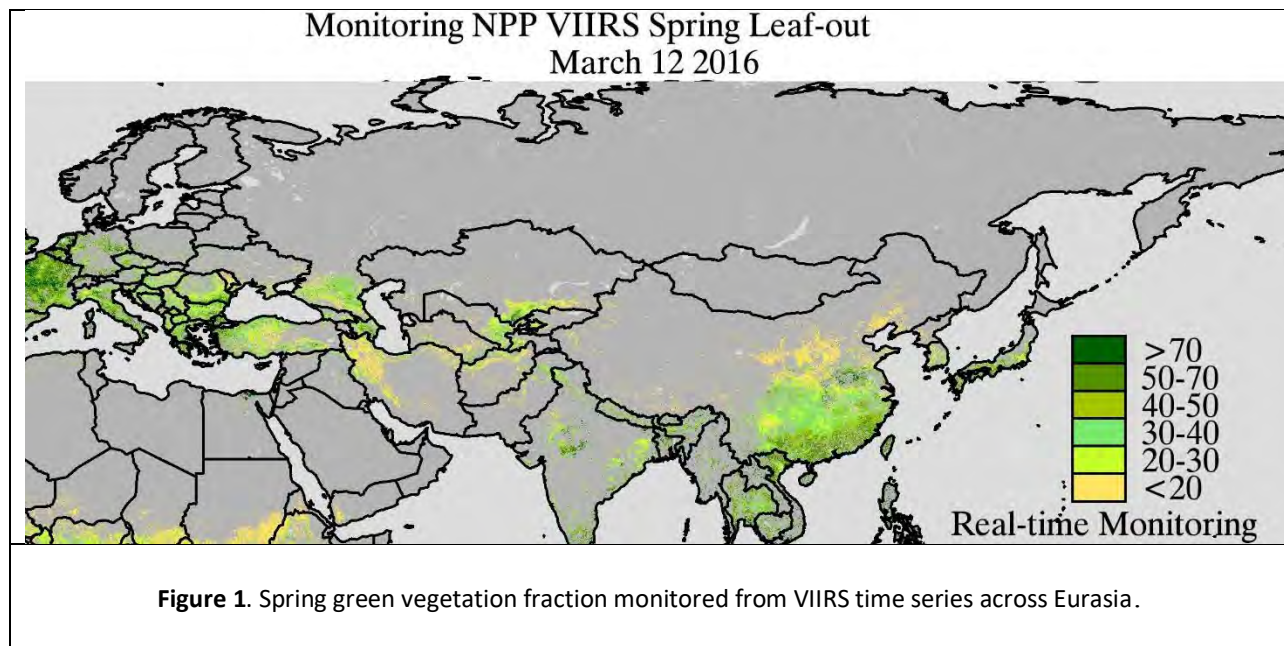 Monitoring NPP VIIRS Spring Leaf-out
March 12 2016
>70
50-70
40-50
30-40
20-30
<20
Real-time Monitoring
Figure 1. Spring green vegetation fraction monitored from VIIRS time series across Eurasia.